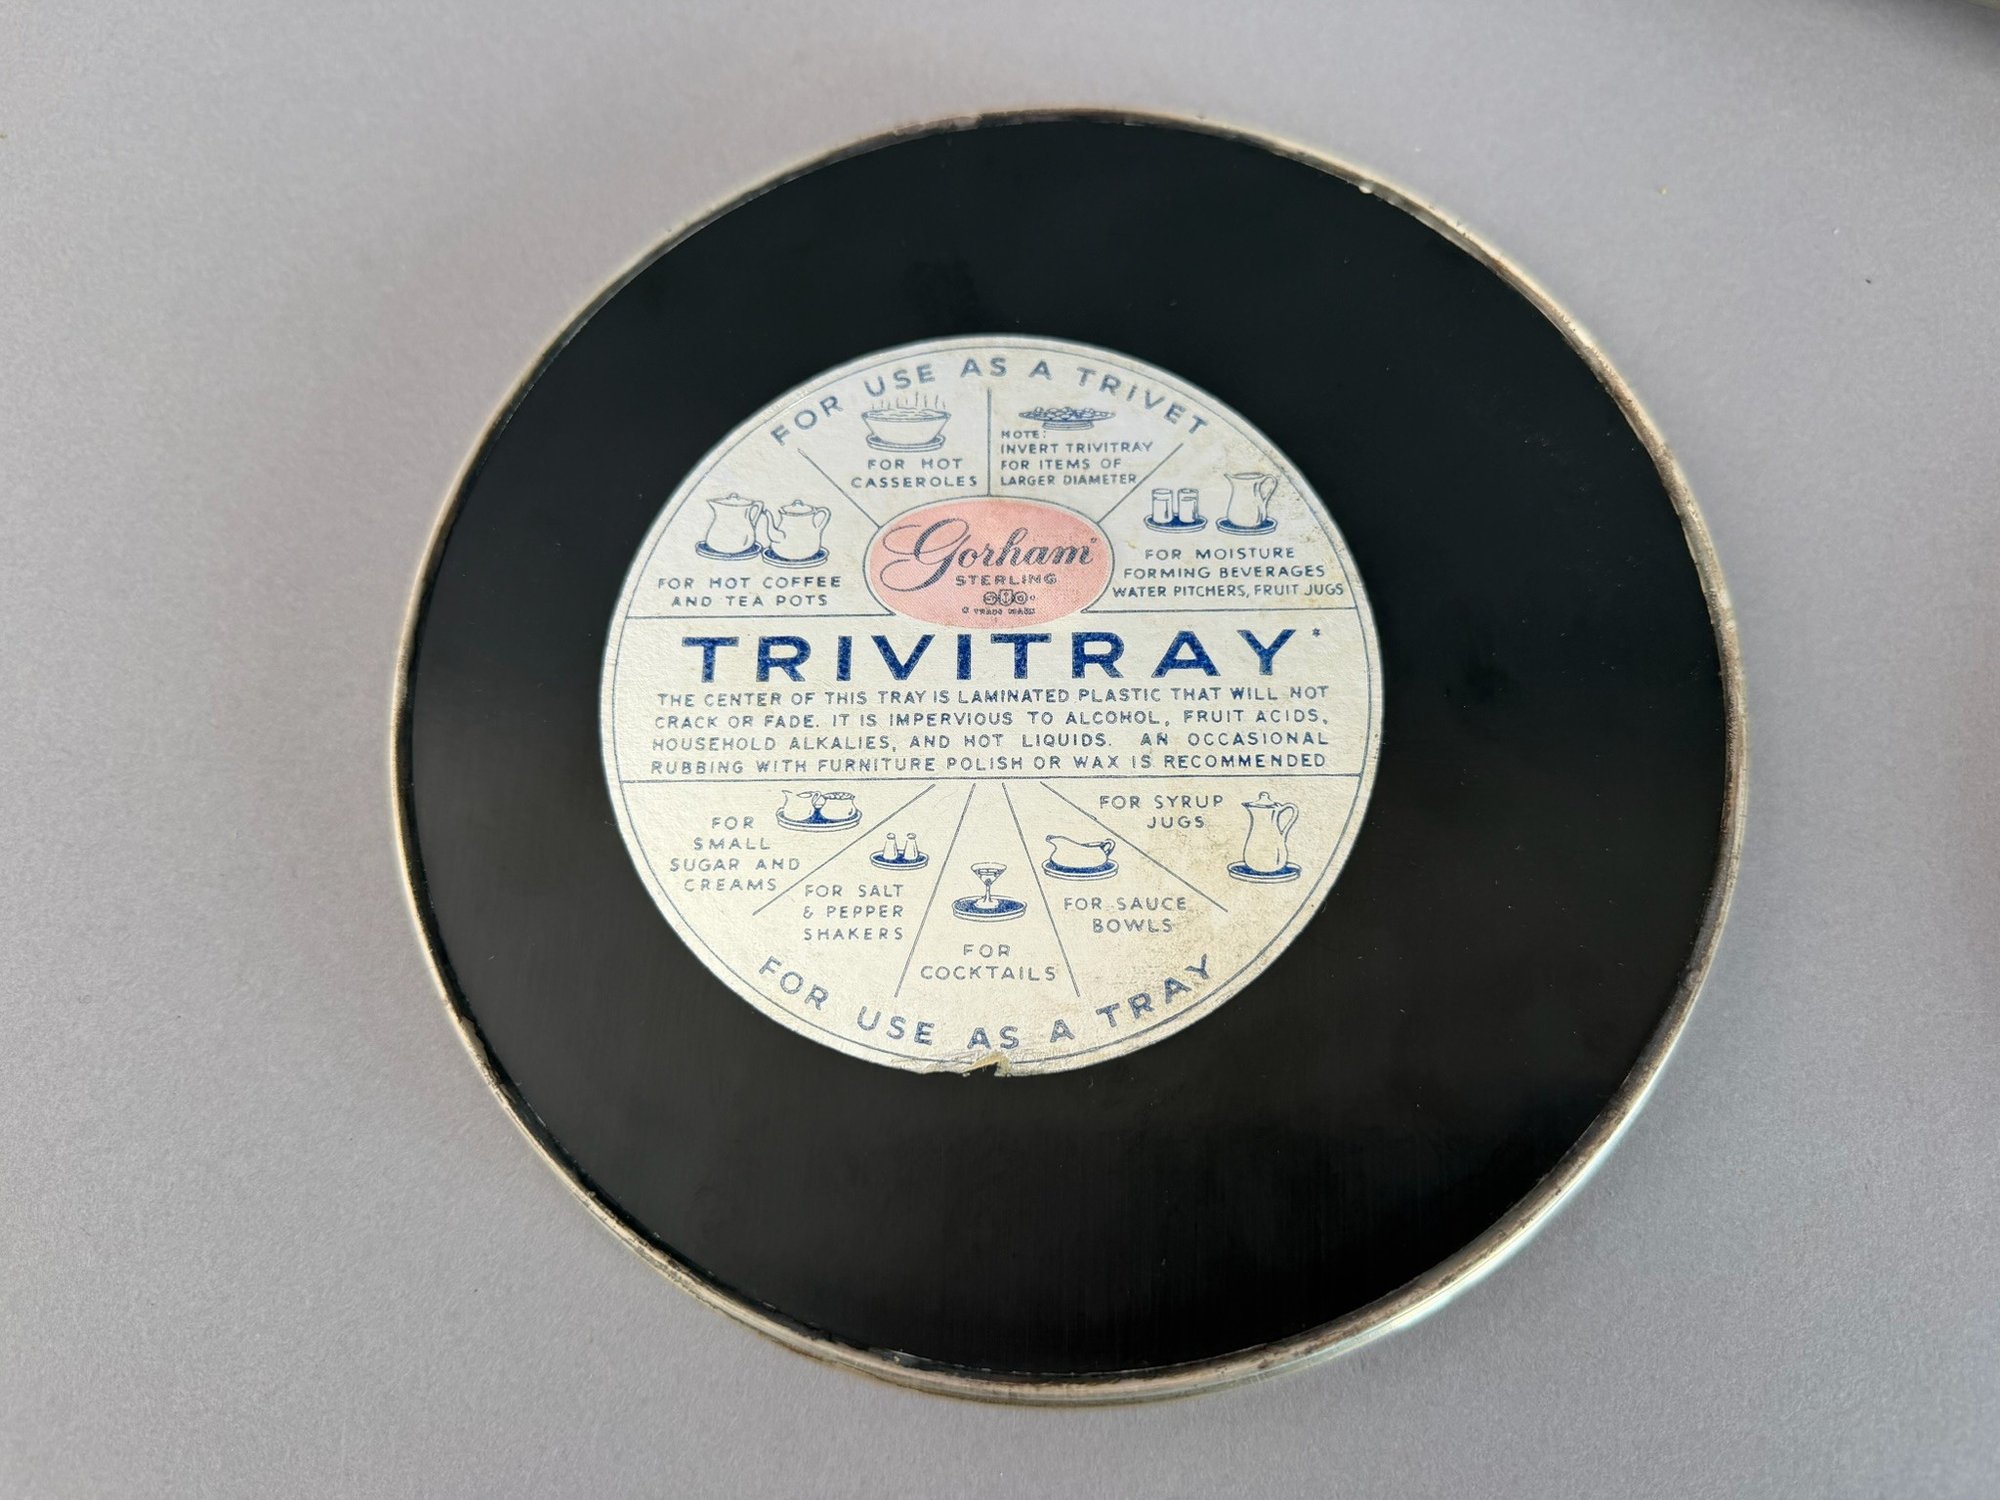 FOR USE AS A TRIVET
FOR HOT
CASSEROLES
NOTE:
INVERT TRIVITRAY
FOR ITEMS OF
LARGER DIAMETER
FOR HOT COFFEE
AND TEA POTS
Gorham
STERLING
TRADE MARK
FOR MOISTURE
FORMING BEVERAGES
WATER PITCHERS, FRUIT JUGS
TRIVITRAY*
THE CENTER OF THIS TRAY IS LAMINATED PLASTIC THAT WILL NOT
CRACK OR FADE. IT IS IMPERVIOUS TO ALCOHOL, FRUIT ACIDS,
HOUSEHOLD ALKALIES, AND HOT LIQUIDS. AN OCCASIONAL
RUBBING WITH FURNITURE POLISH OR WAX IS RECOMMENDED
FOR
SMALL
SUGAR AND
CREAMS
FOR SALT
& PEPPER
SHAKERS
FOR
COCKTAILS
FOR SAUCE
BOWLS
FOR SYRUP
JUGS
FOR USE AS A TRAY